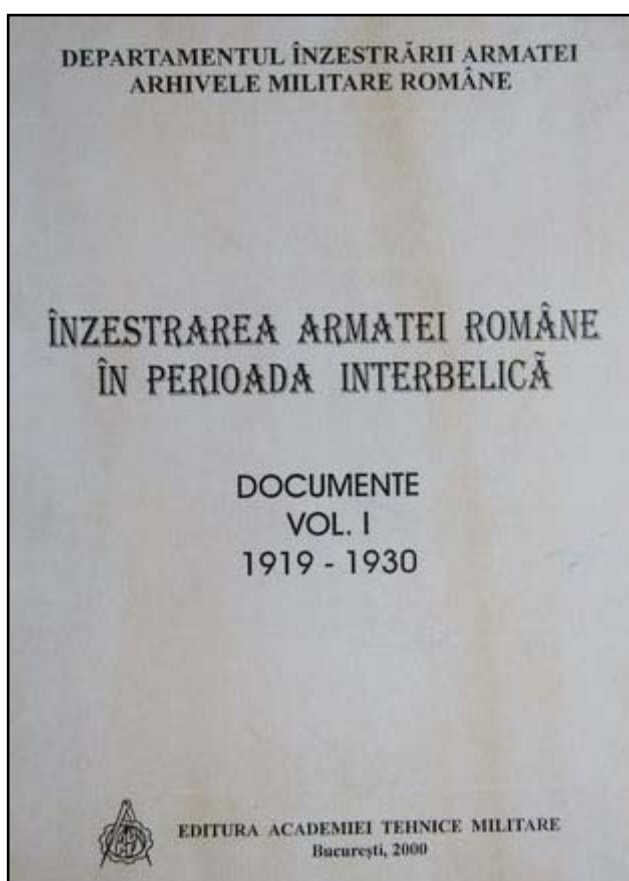 DEPARTAMENTUL ÎNZESTRĂRII ARMATEI
ARHIVELE MILITARE ROMÂNE
ÎNZESTRAREA ARMATEI ROMÂNE
ÎN PERIOADA INTERBELICĂ
DOCUMENTE
VOL. I
1919 - 1930
EDITURA ACADEMIEI TEHNICE MILITARE
Bucureşti, 2000